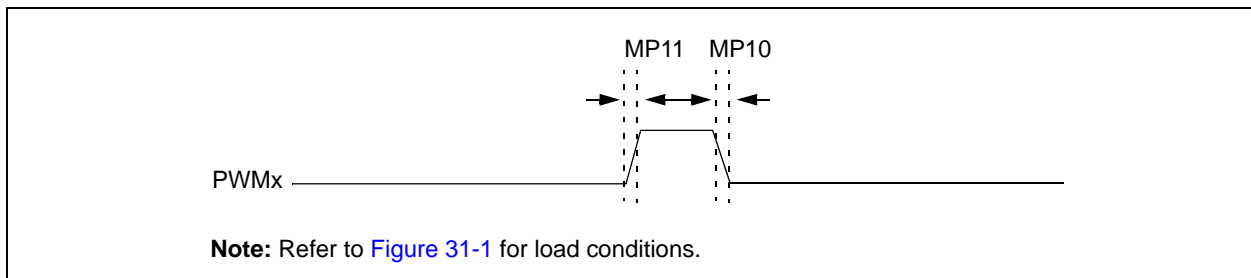 MP11 MP10
PWMx
Note: Refer to Figure 31-1 for load conditions.